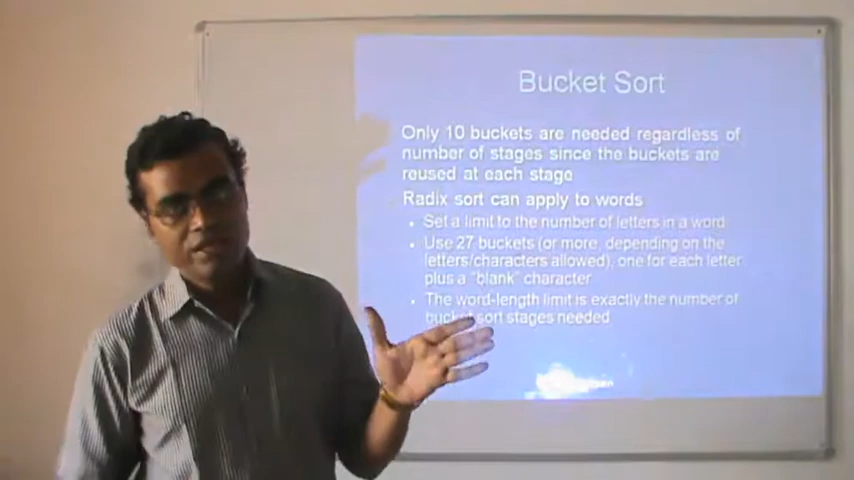 Bucket Sort
Only 10 buckets are needed regardless of
number of stages since the buckets are
reused at each stage
Radix sort can apply to words
• Set a limit to the number of letters in a word
• Use 27 buckets (or more, depending on the
letters/characters allowed), one for each letter
plus a "blank" character
• The word-length limit is exactly the number of
bucket sort stages needed